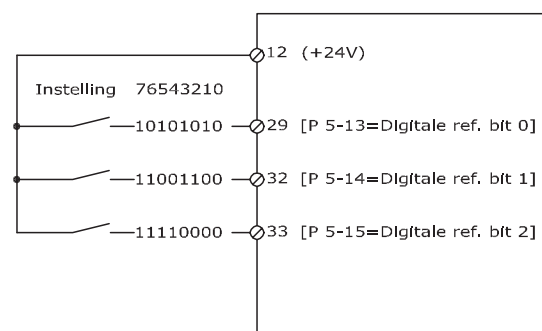 12 (+24V)
Instelling 76543210
10101010 29 [P 5-13=Digitale ref. bit 0]
11001100 32 [P 5-14=Digitale ref. bit 1]
11110000 33 [P 5-15=Digitale ref. bit 2]